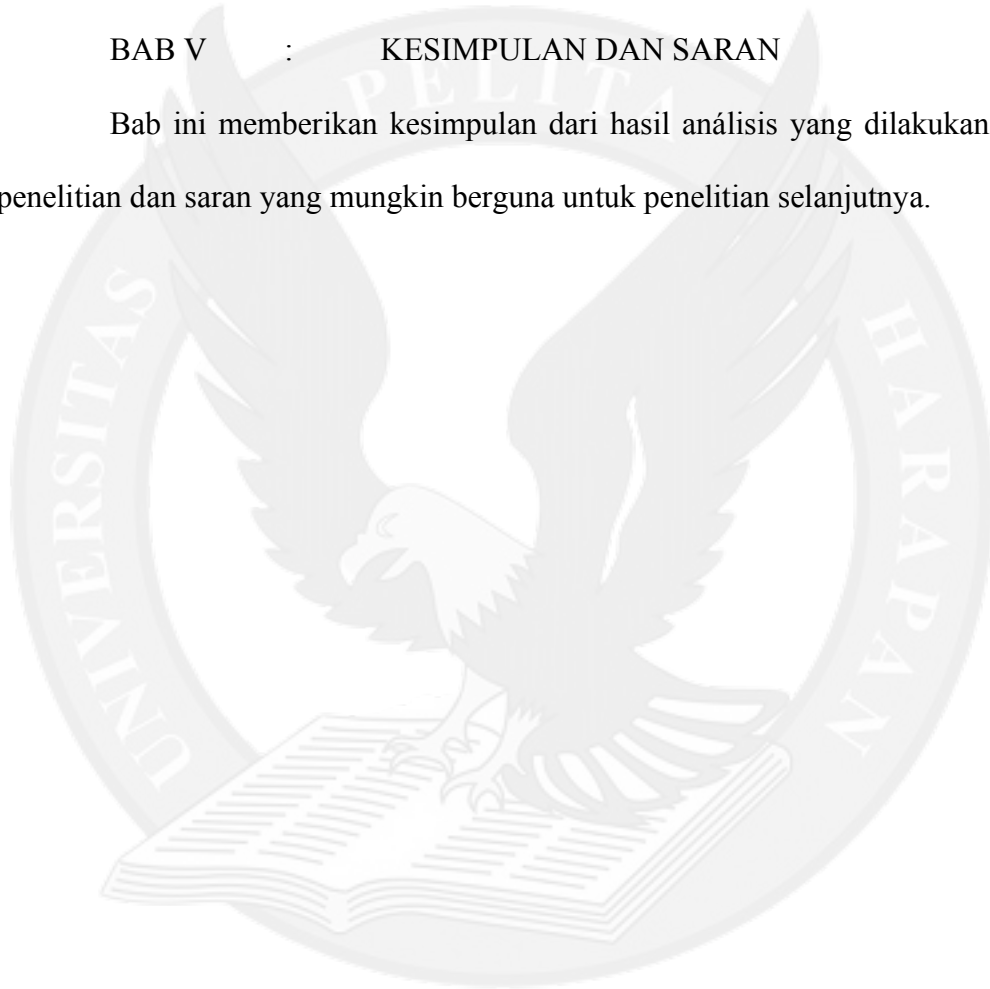 BAB V : KESIMPULAN DAN SARAN
Bab ini memberikan kesimpulan dari hasil análisis yang dilakukan
penelitian dan saran yang mungkin berguna untuk penelitian selanjutnya.
UNIVERSITAS PELITA HARAPAN